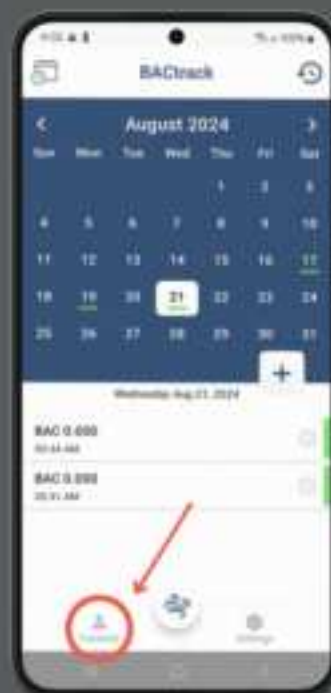 BACtrack
August 2024
Sun Mon Tue Wed Thu Fri Sat
1 2 3
4 5 6 7 8 9 10
11 12 13 14 15 16 17
18 19 20 21 22 23 24
25 26 27 28 29 30 31
+
Wednesday Aug 21, 2024
BAC 0.000
BAC 0.000
Settings